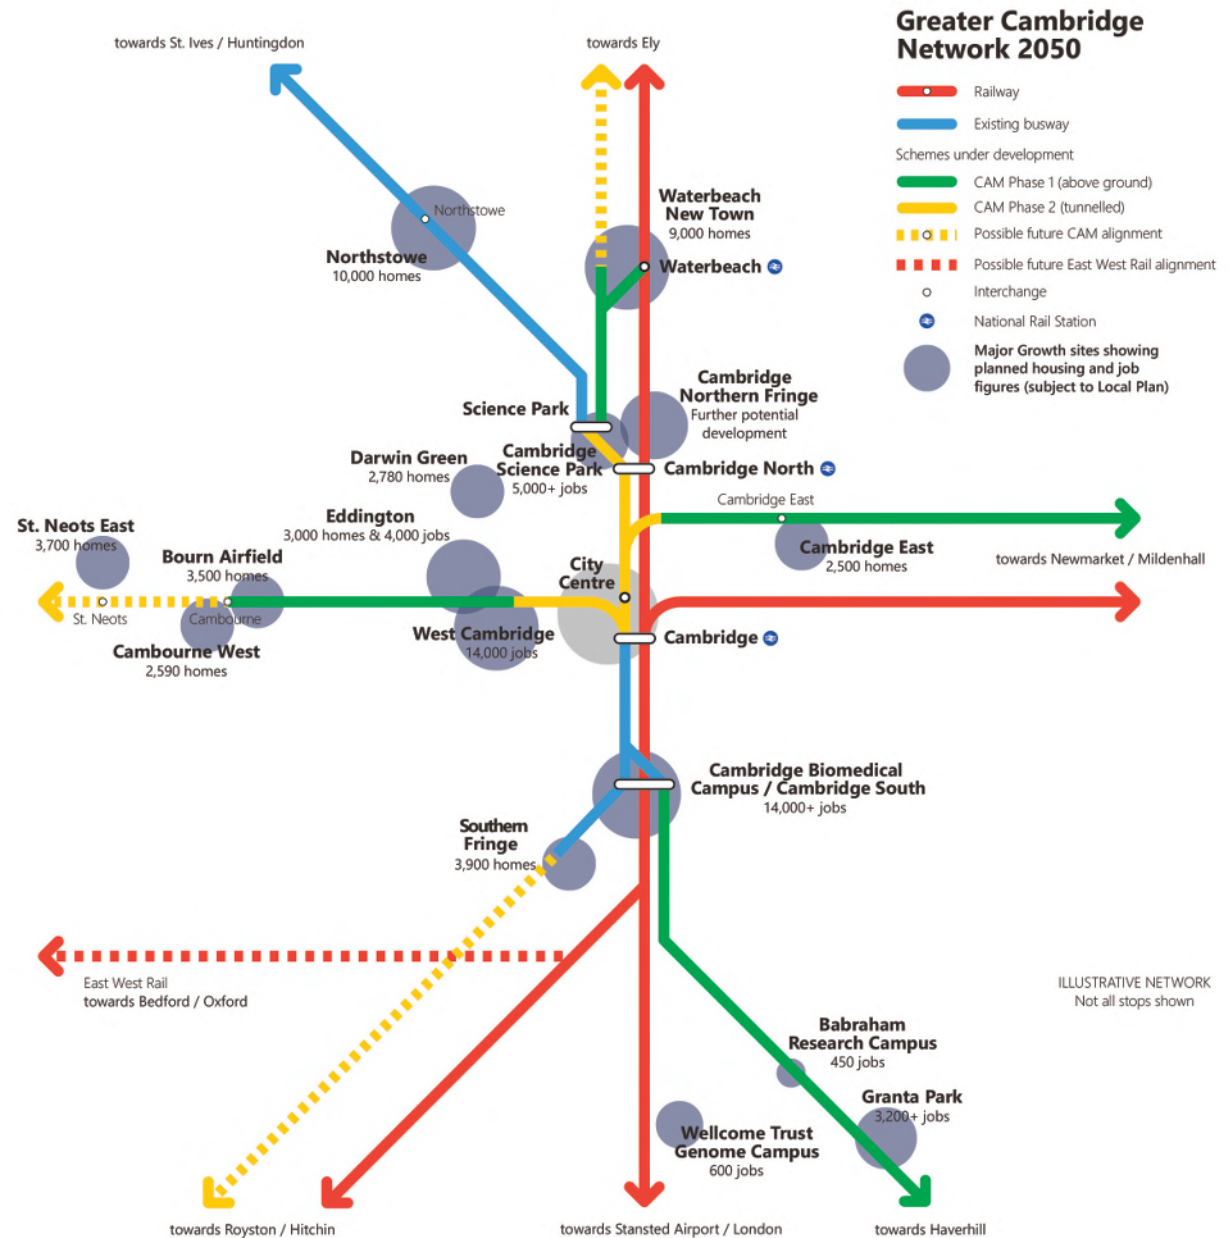 Greater Cambridge
Network 2050
Railway
Existing busway
Schemes under development
CAM Phase 1 (above ground)
CAM Phase 2 (tunnelled)
Possible future CAM alignment
Possible future East West Rail alignment
Interchange
National Rail Station
Major Growth sites showing
planned housing and job
figures (subject to Local Plan)
towards St. Ives / Huntingdon
towards Ely
Northstowe
Northstowe
10,000 homes
Waterbeach
New Town
9,000 homes
Waterbeach
Cambridge
Northern Fringe
Further potential
development
Science Park
Cambridge
Science Park
5,000+ jobs
Cambridge North
Darwin Green
2,780 homes
Eddington
3,000 homes & 4,000 jobs
Cambridge East
Cambridge East
2,500 homes
towards Newmarket / Mildenhall
St. Neots East
3,700 homes
Bourn Airfield
3,500 homes
St. Neots
Cambourne
Cambourne West
2,590 homes
City
Centre
West Cambridge
14,000 jobs
Cambridge
Cambridge Biomedical
Campus / Cambridge South
14,000+ jobs
Southern
Fringe
3,900 homes
East West Rail
towards Bedford / Oxford
ILLUSTRATIVE NETWORK
Not all stops shown
Babraham
Research Campus
450 jobs
Granta Park
3,200+ jobs
Wellcome Trust
Genome Campus
600 jobs
towards Royston / Hitchin
towards Stansted Airport / London
towards Haverhill